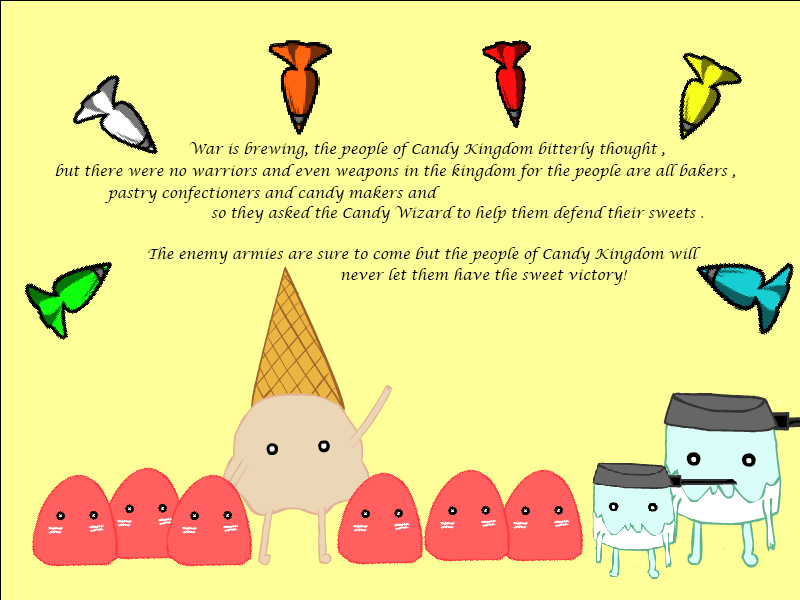 War is brewing, the people of Candy Kingdom bitterly thought ,
but there were no warriors and even weapons in the kingdom for the people are all bakers ,
pastry confectioners and candy makers and
so they asked the Candy Wizard to help them defend their sweets .
The enemy armies are sure to come but the people of Candy Kingdom will
never let them have the sweet victory!